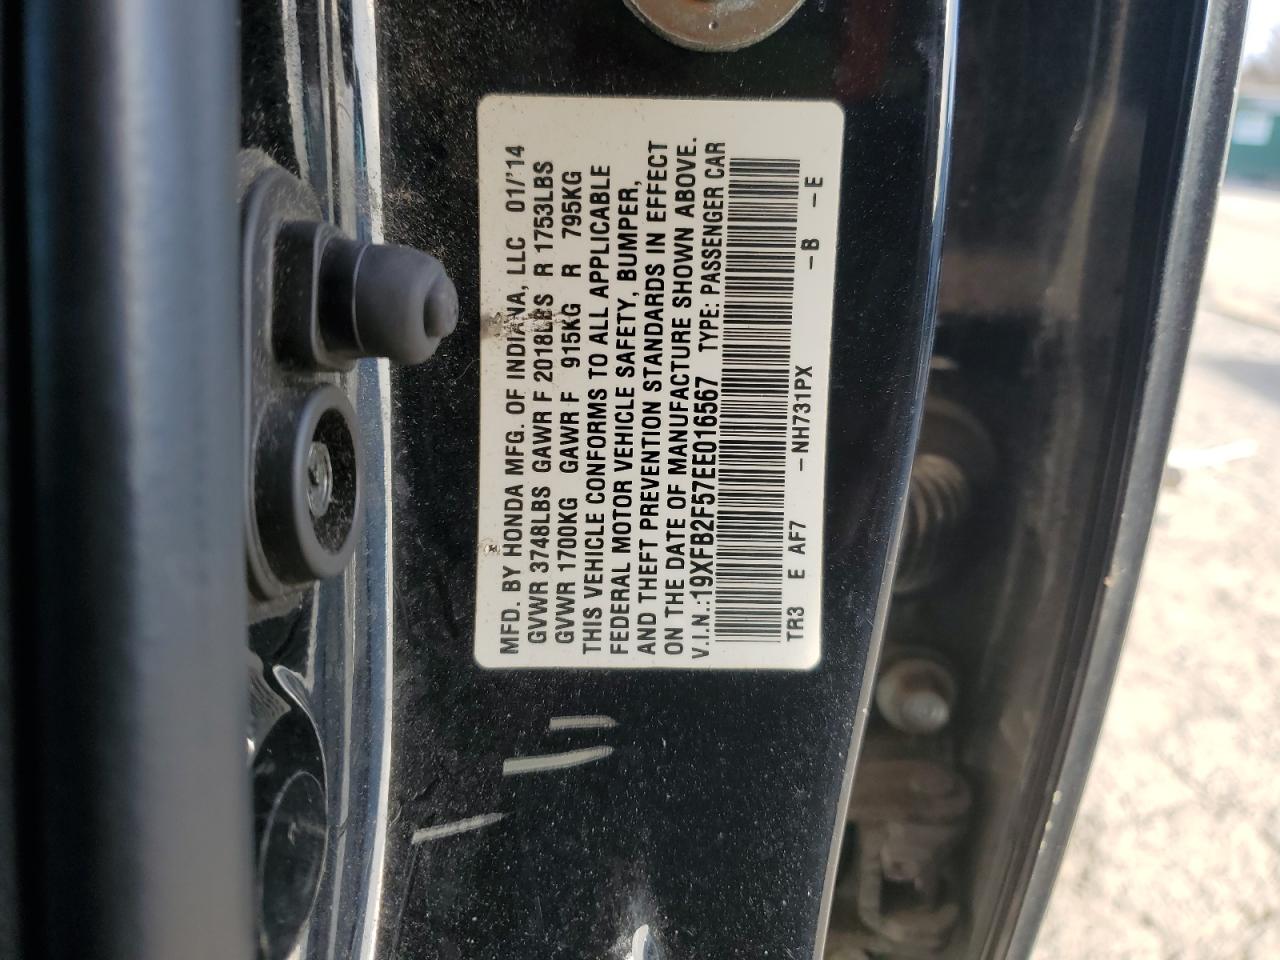 MFD. BY HONDA MFG. OF INDIANA, LLC 01/'14
GVWR 3748LBS GAWR F 2018LBS R 1753LBS
GVWR 1700KG GAWR F 915KG R 795KG
THIS VEHICLE CONFORMS TO ALL APPLICABLE
FEDERAL MOTOR VEHICLE SAFETY, BUMPER,
AND THEFT PREVENTION STANDARDS IN EFFECT
ON THE DATE OF MANUFACTURE SHOWN ABOVE.
V.I.N.:19XFB2F57EE016567 TYPE: PASSENGER CAR
TR3 E AF7 -NH731PX -B -E